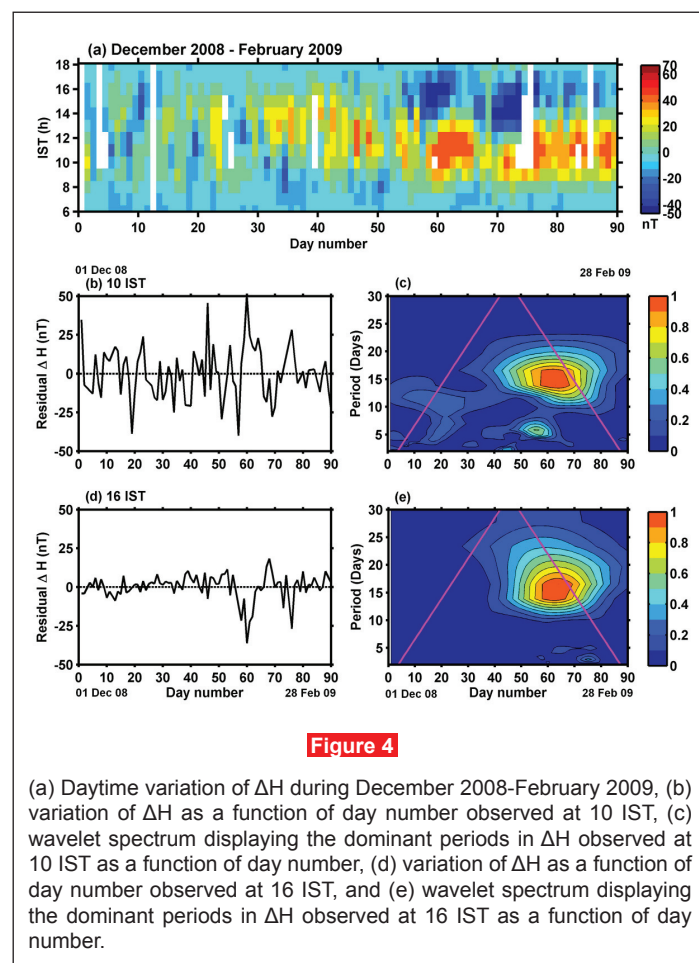 (a) December 2008 - February 2009
18
16
14
12
10
8
6
IST (h)
0 10 20 30 40 50 60 70 80 90
Day number
70
60
40
20
0
-20
-40
-50
nT
01 Dec 08
(b) 10 IST
50
25
0
-25
-50
Residual Δ H (nT)
0 10 20 30 40 50 60 70 80 90
28 Feb 09
(c)
30
25
20
15
10
5
Period (Days)
0 10 20 30 40 50 60 70 80 90
1
0.8
0.6
0.4
0.2
0
(d) 16 IST
50
25
0
-25
-50
Residual Δ H (nT)
0 10 20 30 40 50 60 70 80 90
01 Dec 08 Day number 28 Feb 09
(e)
30
25
20
15
10
5
Period (Days)
0 10 20 30 40 50 60 70 80 90
01 Dec 08 Day number 28 Feb 09
1
0.8
0.6
0.4
0.2
0
Figure 4
(a) Daytime variation of ΔH during December 2008-February 2009, (b)
variation of ΔH as a function of day number observed at 10 IST, (c)
wavelet spectrum displaying the dominant periods in ΔH observed at
10 IST as a function of day number, (d) variation of ΔH as a function of
day number observed at 16 IST, and (e) wavelet spectrum displaying
the dominant periods in ΔH observed at 16 IST as a function of day
number.